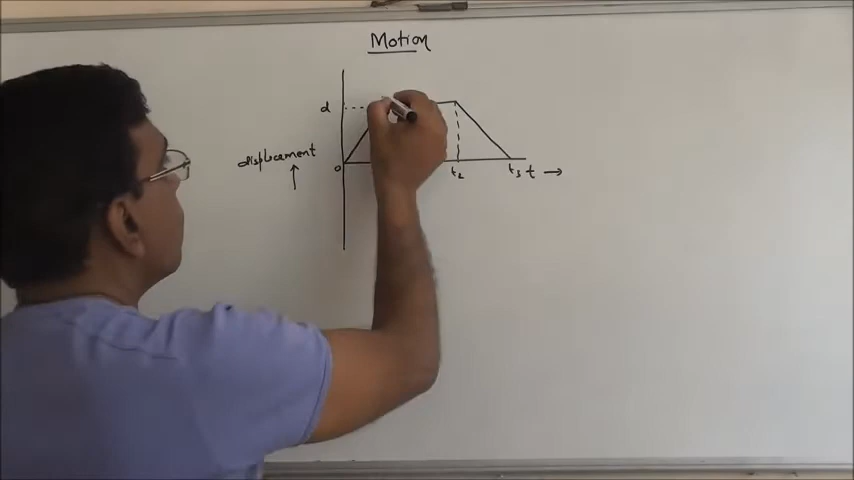 Motion
d
displacement
0
t₂
t₃ t →